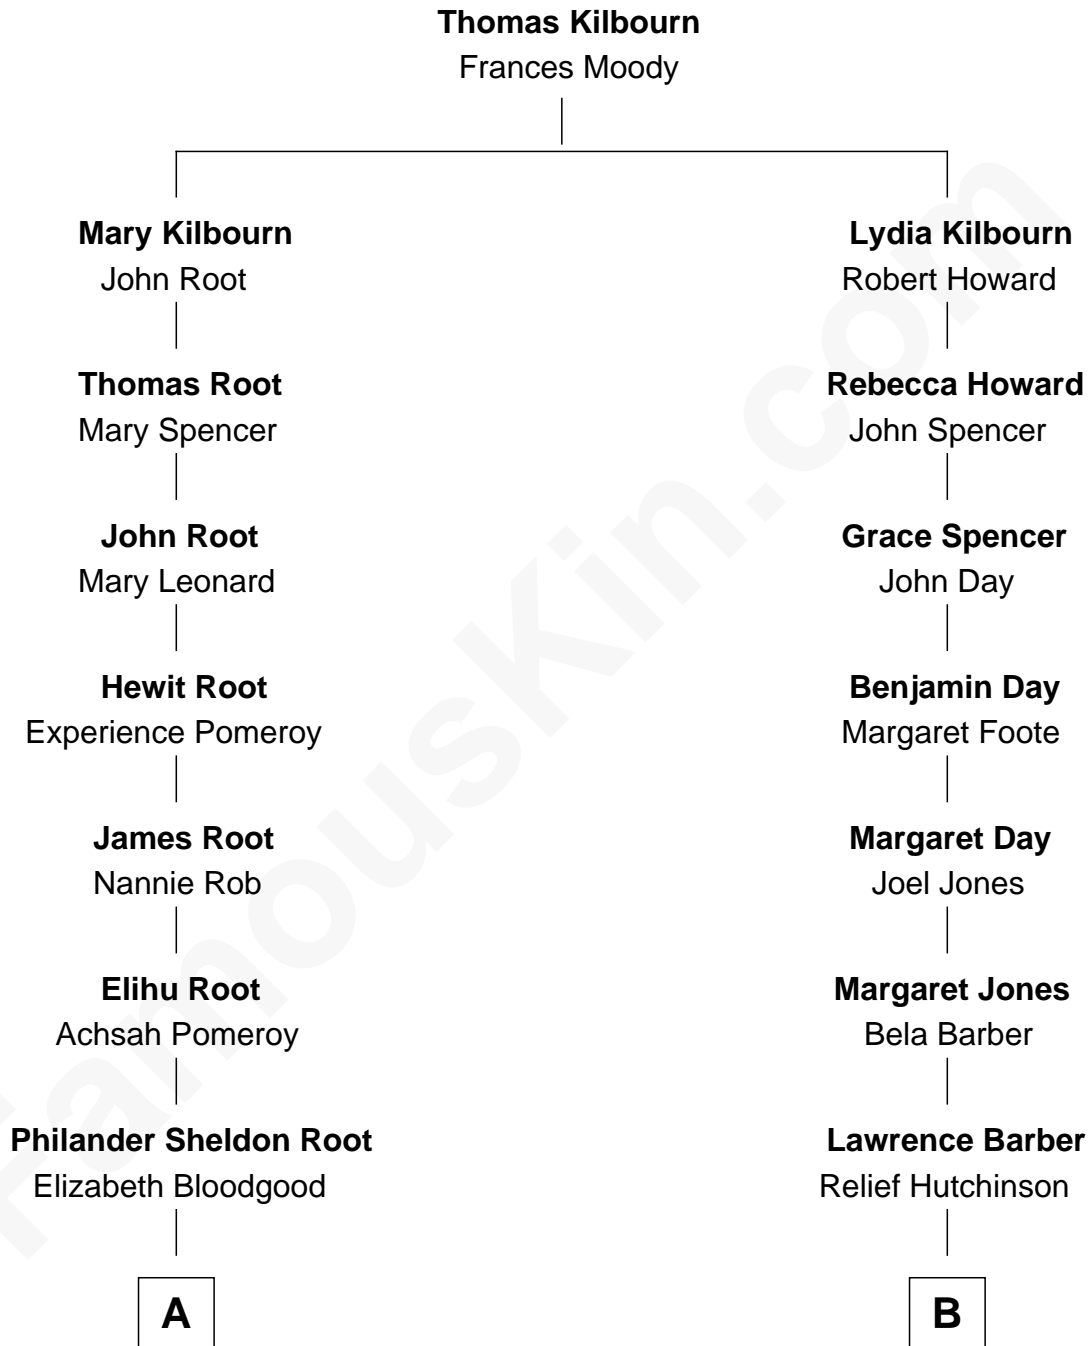 Thomas Kilbourn
Frances Moody
Mary Kilbourn
John Root
Lydia Kilbourn
Robert Howard
Thomas Root
Mary Spencer
Rebecca Howard
John Spencer
John Root
Mary Leonard
Grace Spencer
John Day
Hewit Root
Experience Pomeroy
Benjamin Day
Margaret Foote
James Root
Nannie Rob
Margaret Day
Joel Jones
Elihu Root
Achsah Pomeroy
Margaret Jones
Bela Barber
Philander Sheldon Root
Elizabeth Bloodgood
Lawrence Barber
Relief Hutchinson
A
B
FamousKin.com